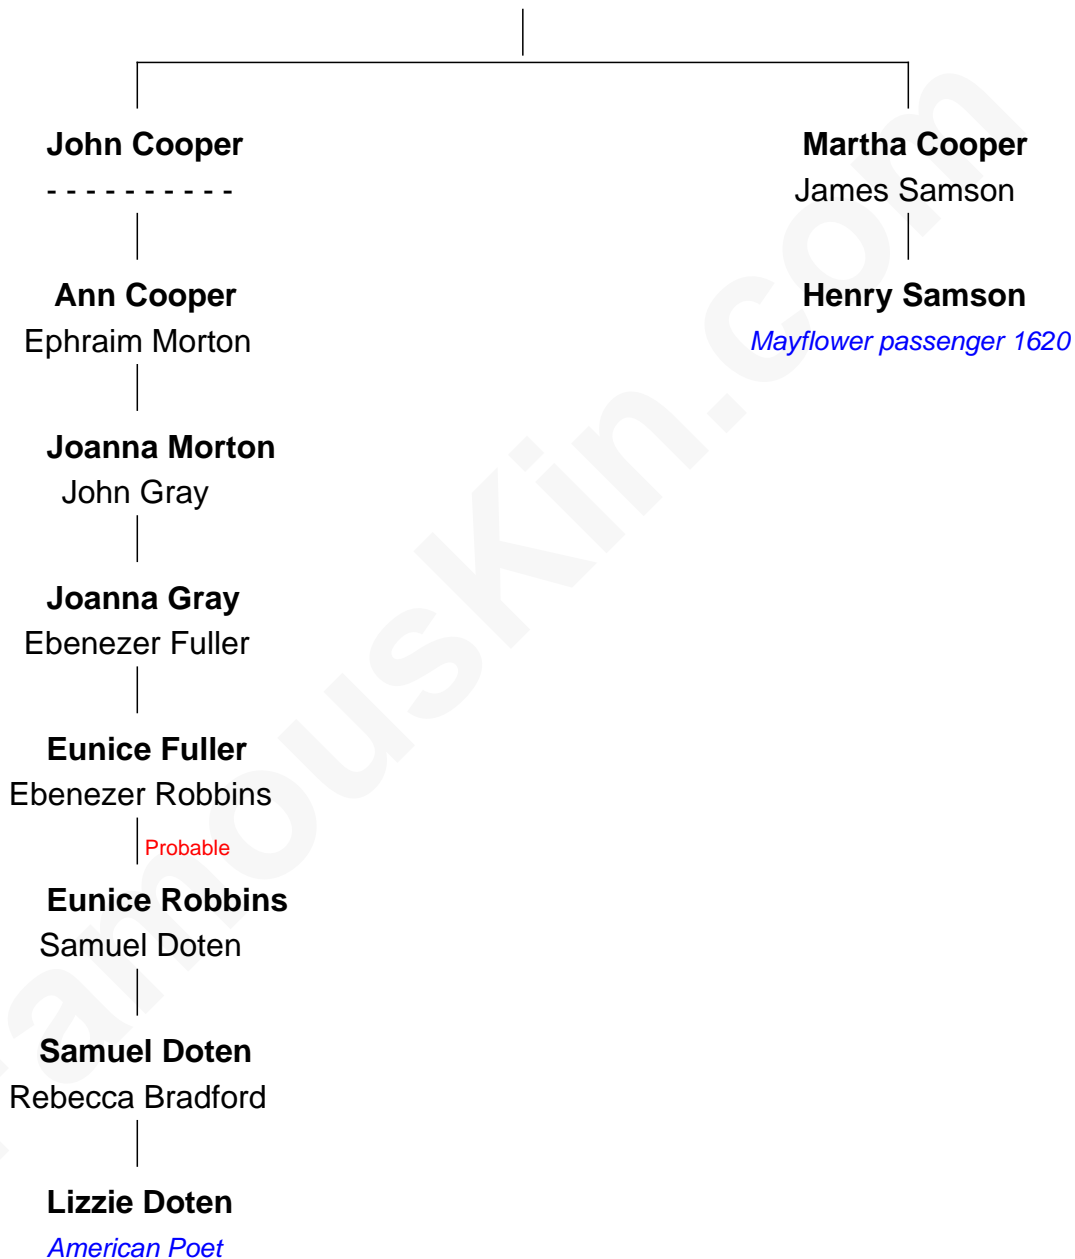 John Cooper
- - - - - - - - - -
Martha Cooper
James Samson
Ann Cooper
Ephraim Morton
Henry Samson
Mayflower passenger 1620
Joanna Morton
John Gray
Joanna Gray
Ebenezer Fuller
Eunice Fuller
Ebenezer Robbins
Probable
Eunice Robbins
Samuel Doten
Samuel Doten
Rebecca Bradford
Lizzie Doten
American Poet
FamousKin.com